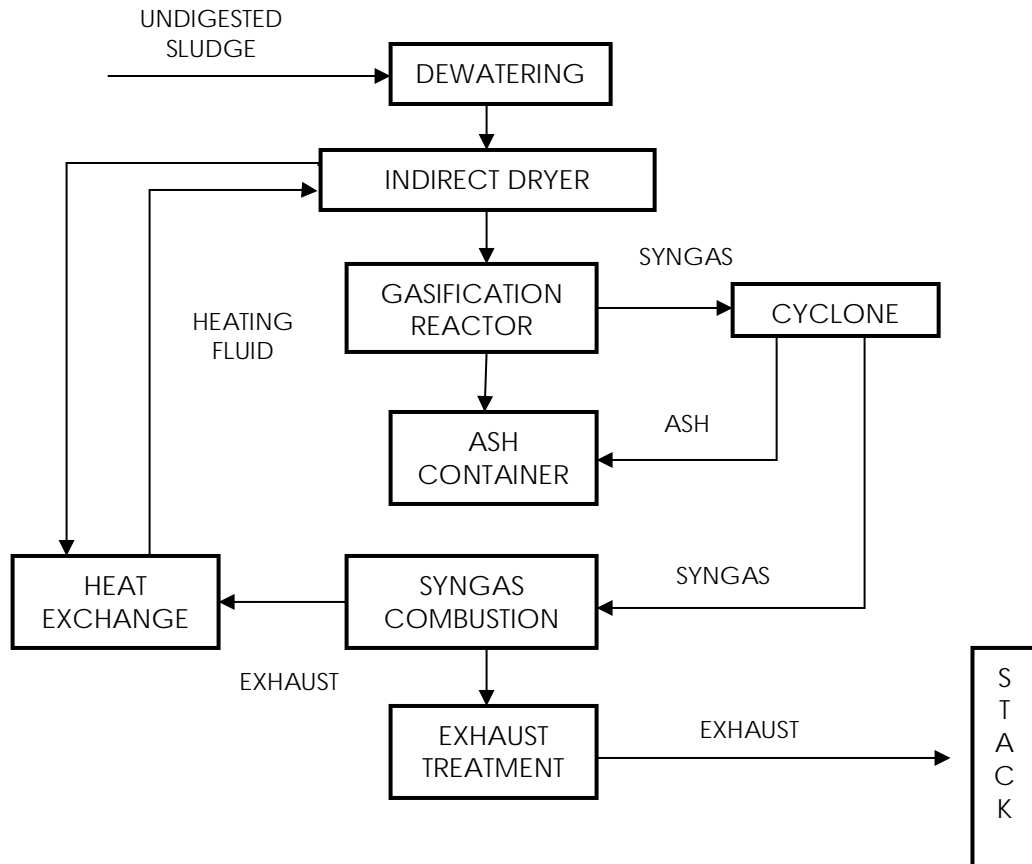 UNDIGESTED
SLUDGE
DEWATERING
INDIRECT DRYER
SYNGAS
GASIFICATION
REACTOR
CYCLONE
HEATING
FLUID
ASH
ASH
CONTAINER
SYNGAS
HEAT
EXCHANGE
SYNGAS
COMBUSTION
EXHAUST
EXHAUST
TREATMENT
EXHAUST
S
T
A
C
K